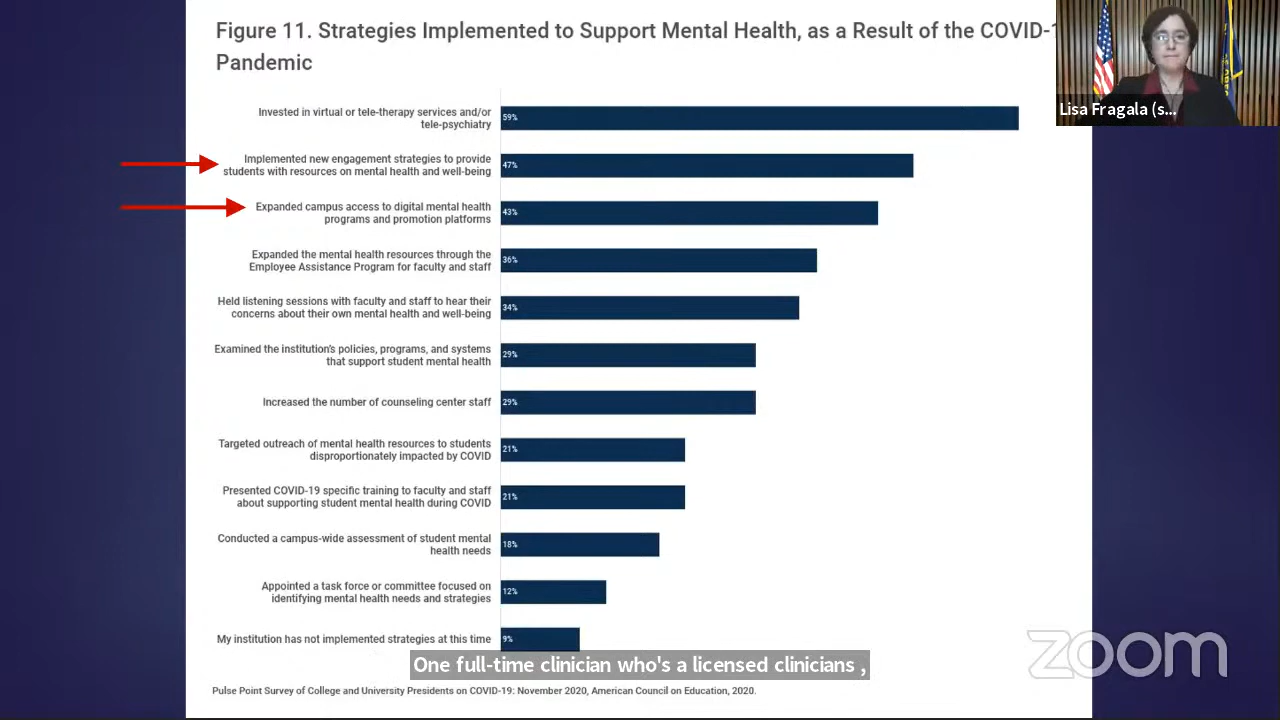 Figure 11. Strategies Implemented to Support Mental Health, as a Result of the COVID-1
Pandemic
Lisa Fragala (s...
Invested in virtual or tele-therapy services and/or
tele-psychiatry
59%
Implemented new engagement strategies to provide
students with resources on mental health and well-being
47%
Expanded campus access to digital mental health
programs and promotion platforms
43%
Expanded the mental health resources through the
Employee Assistance Program for faculty and staff
36%
Held listening sessions with faculty and staff to hear their
concerns about their own mental health and well-being
34%
Examined the institution's policies, programs, and systems
that support student mental health
29%
Increased the number of counseling center staff
29%
Targeted outreach of mental health resources to students
disproportionately impacted by COVID
21%
Presented COVID-19 specific training to faculty and staff
about supporting student mental health during COVID
21%
Conducted a campus-wide assessment of student mental
health needs
18%
Appointed a task force or committee focused on
identifying mental health needs and strategies
12%
My institution has not implemented strategies at this time
9%
One full-time clinician who's a licensed clinicians ,
zoom
Pulse Point Survey of College and University Presidents on COVID-19: November 2020, American Council on Education, 2020.